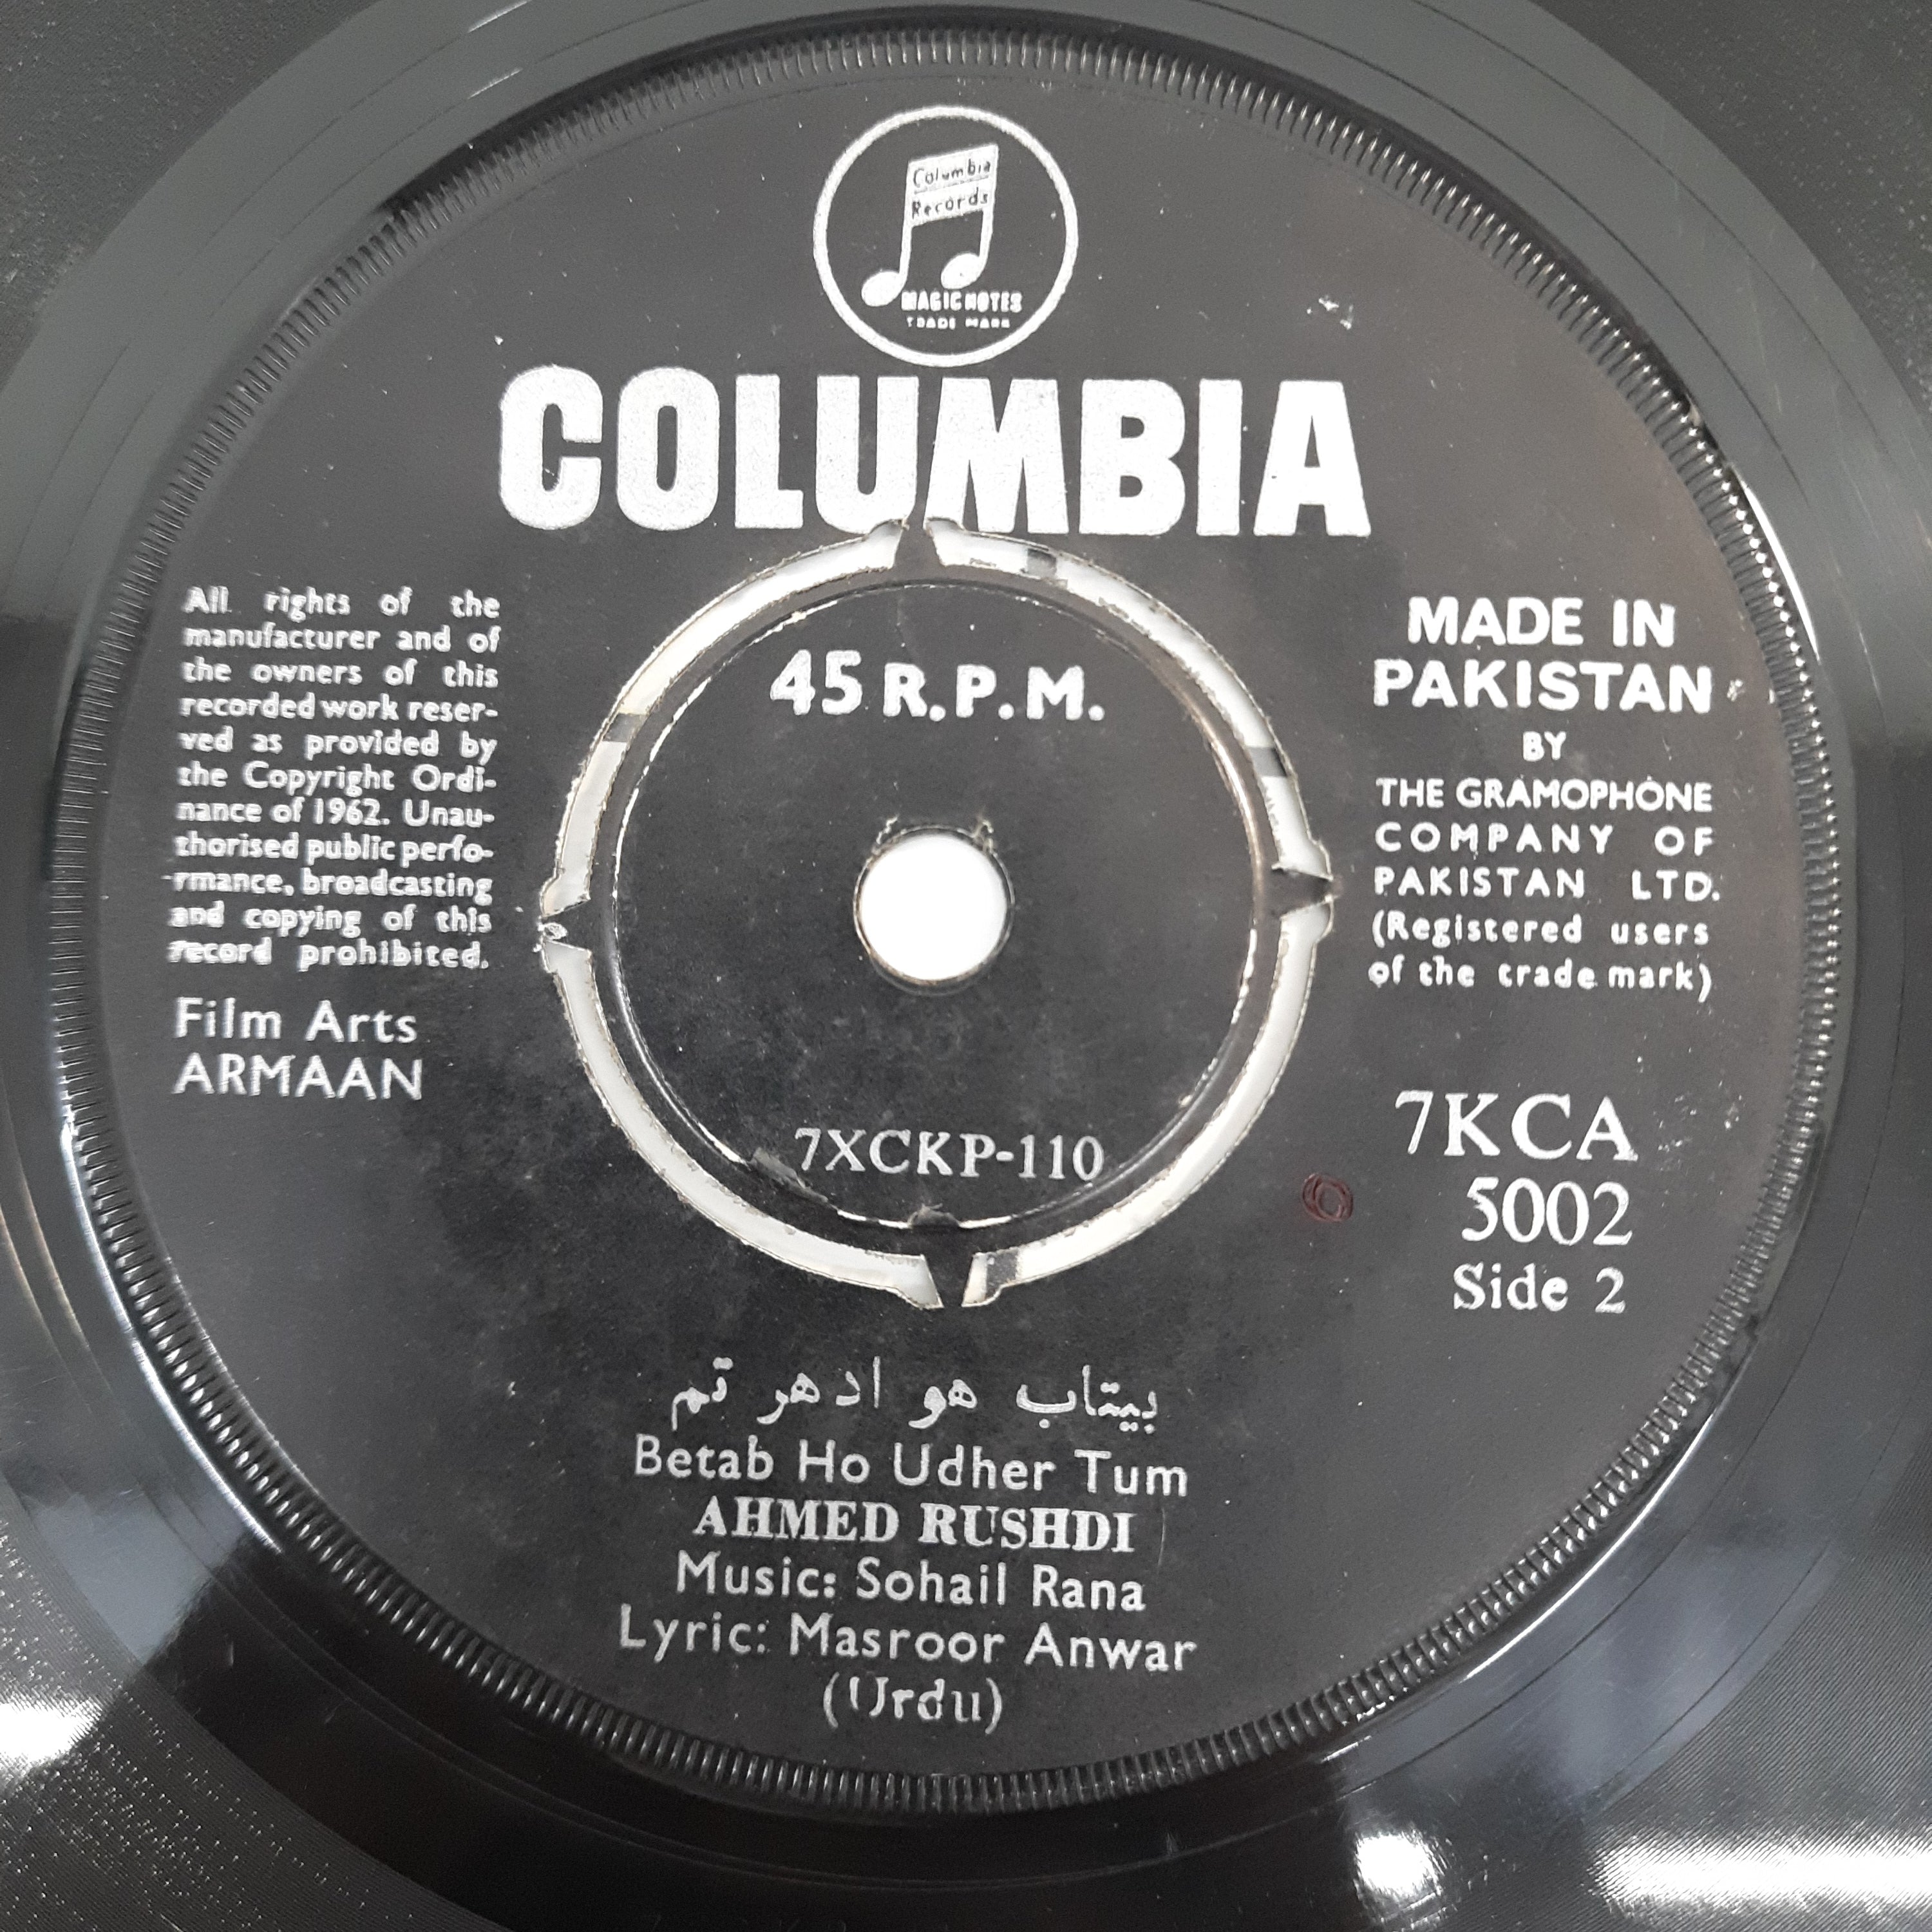 Columbia
Records
MAGIC NOTES
TRADE MARK
COLUMBIA
45 R.P.M.
All rights of the
manufacturer and of
the owners of this
recorded work reser-
ved as provided by
the Copyright Ordi-
nance of 1962. Unau-
thorised public perfo-
rmance, broadcasting
and copying of this
record prohibited.
Film Arts
ARMAAN
MADE IN
PAKISTAN
BY
THE GRAMOPHONE
COMPANY OF
PAKISTAN LTD.
(Registered users
of the trade mark)
7XCKP-110
7KCA
5002
Side 2
بیتاب ھو ادھر تم
Betab Ho Udher Tum
AHMED RUSHDI
Music: Sohail Rana
Lyric: Masroor Anwar
(Urdu)